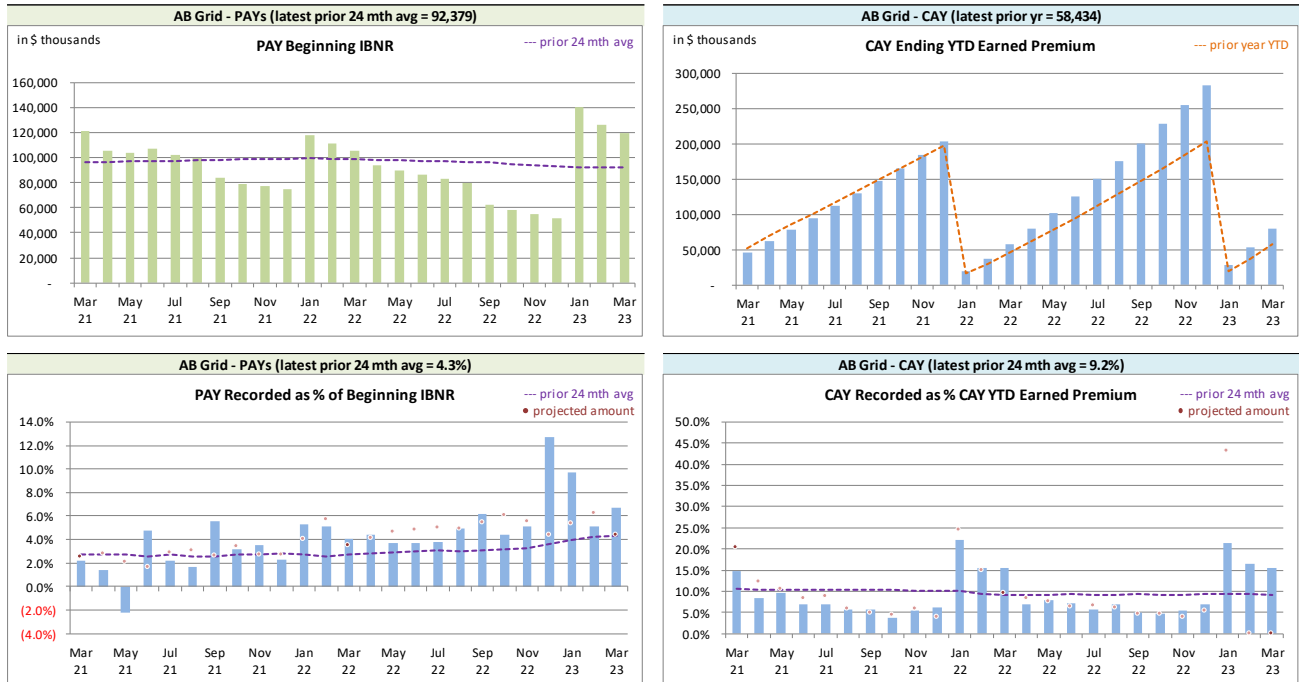 AB Grid - PAYs (latest prior 24 mth avg = 92,379)
in $ thousands
PAY Beginning IBNR
--- prior 24 mth avg
160,000
140,000
120,000
100,000
80,000
60,000
40,000
20,000
-
Mar May Jul Sep Nov Jan Mar May Jul Sep Nov Jan Mar
21 21 21 21 21 22 22 22 22 22 22 23 23
AB Grid - CAY (latest prior yr = 58,434)
in $ thousands
CAY Ending YTD Earned Premium
--- prior year YTD
300,000
250,000
200,000
150,000
100,000
50,000
-
Mar May Jul Sep Nov Jan Mar May Jul Sep Nov Jan Mar
21 21 21 21 21 22 22 22 22 22 22 23 23
AB Grid - PAYs (latest prior 24 mth avg = 4.3%)
PAY Recorded as % of Beginning IBNR
--- prior 24 mth avg
• projected amount
14.0%
12.0%
10.0%
8.0%
6.0%
4.0%
2.0%
0.0%
(2.0%)
(4.0%)
Mar May Jul Sep Nov Jan Mar May Jul Sep Nov Jan Mar
21 21 21 21 21 22 22 22 22 22 22 23 23
AB Grid - CAY (latest prior 24 mth avg = 9.2%)
CAY Recorded as % CAY YTD Earned Premium
--- prior 24 mth avg
• projected amount
50.0%
45.0%
40.0%
35.0%
30.0%
25.0%
20.0%
15.0%
10.0%
5.0%
0.0%
Mar May Jul Sep Nov Jan Mar May Jul Sep Nov Jan Mar
21 21 21 21 21 22 22 22 22 22 22 23 23